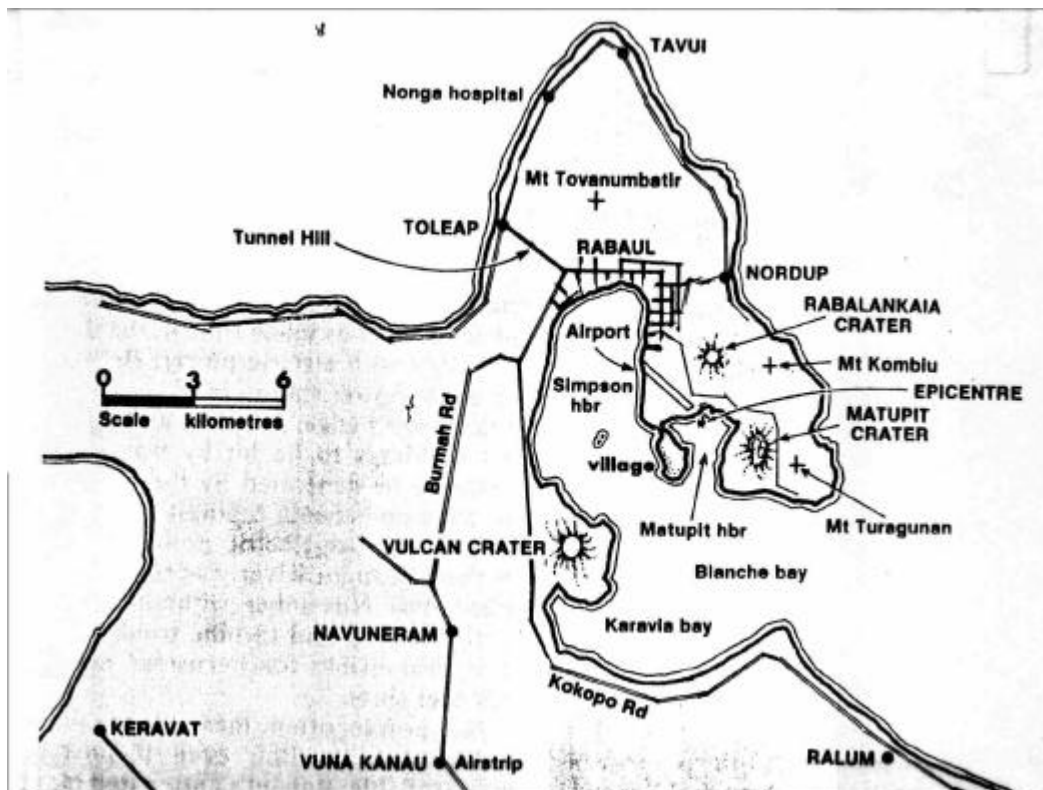 TAVUI
Nonga hospital
Mt Tovanumbatir
TOLEAP
Tunnel Hill
RABAUL
NORDUP
RABALANKAIA
CRATER
Airport
Mt Kombiu
Simpson
hbr
EPICENTRE
MATUPIT
CRATER
0 3 6
Scale kilometres
Burmah Rd
village
Matupit hbr
Mt Turagunan
VULCAN CRATER
Blanche bay
Karavia bay
NAVUNERAM
Kokopo Rd
KERAVAT
VUNA KANAU
Airstrip
RALUM